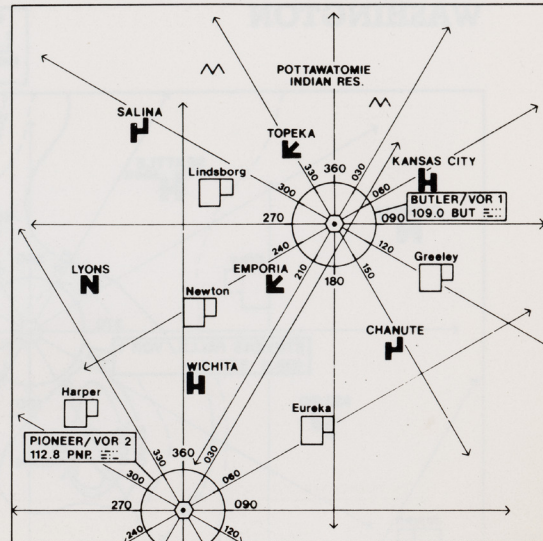 POTTAWATOMIE
INDIAN RES.
SALINA
TOPEKA
KANSAS CITY
Lindsborg
330
360
030
300
060
BUTLER/VOR 1
109.0 BUT
270
090
240
120
210
150
180
Greeley
LYONS
EMPORIA
Newton
CHANUTE
WICHITA
Harper
Eureka
PIONEER/VOR 2
112.8 PNP.
330
360
030
300
060
270
090
240
120